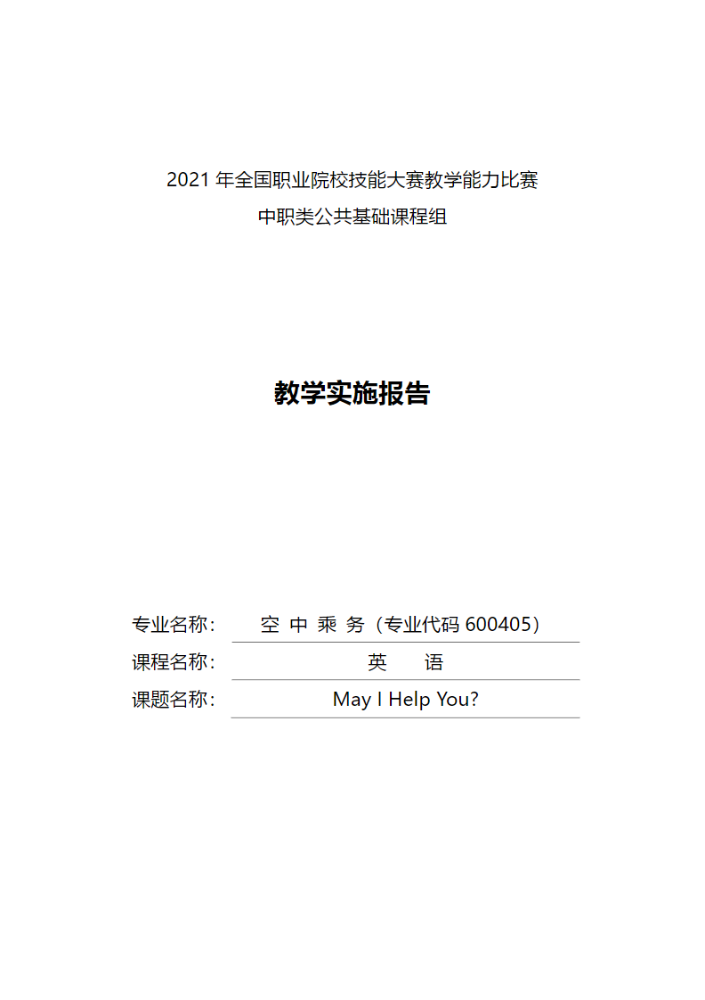 2021 年全国职业院校技能大赛教学能力比赛
中职类公共基础课程组
教学实施报告
专业名称： 空 中 乘 务（专业代码 600405）
课程名称： 英 语
课题名称： May I Help You?